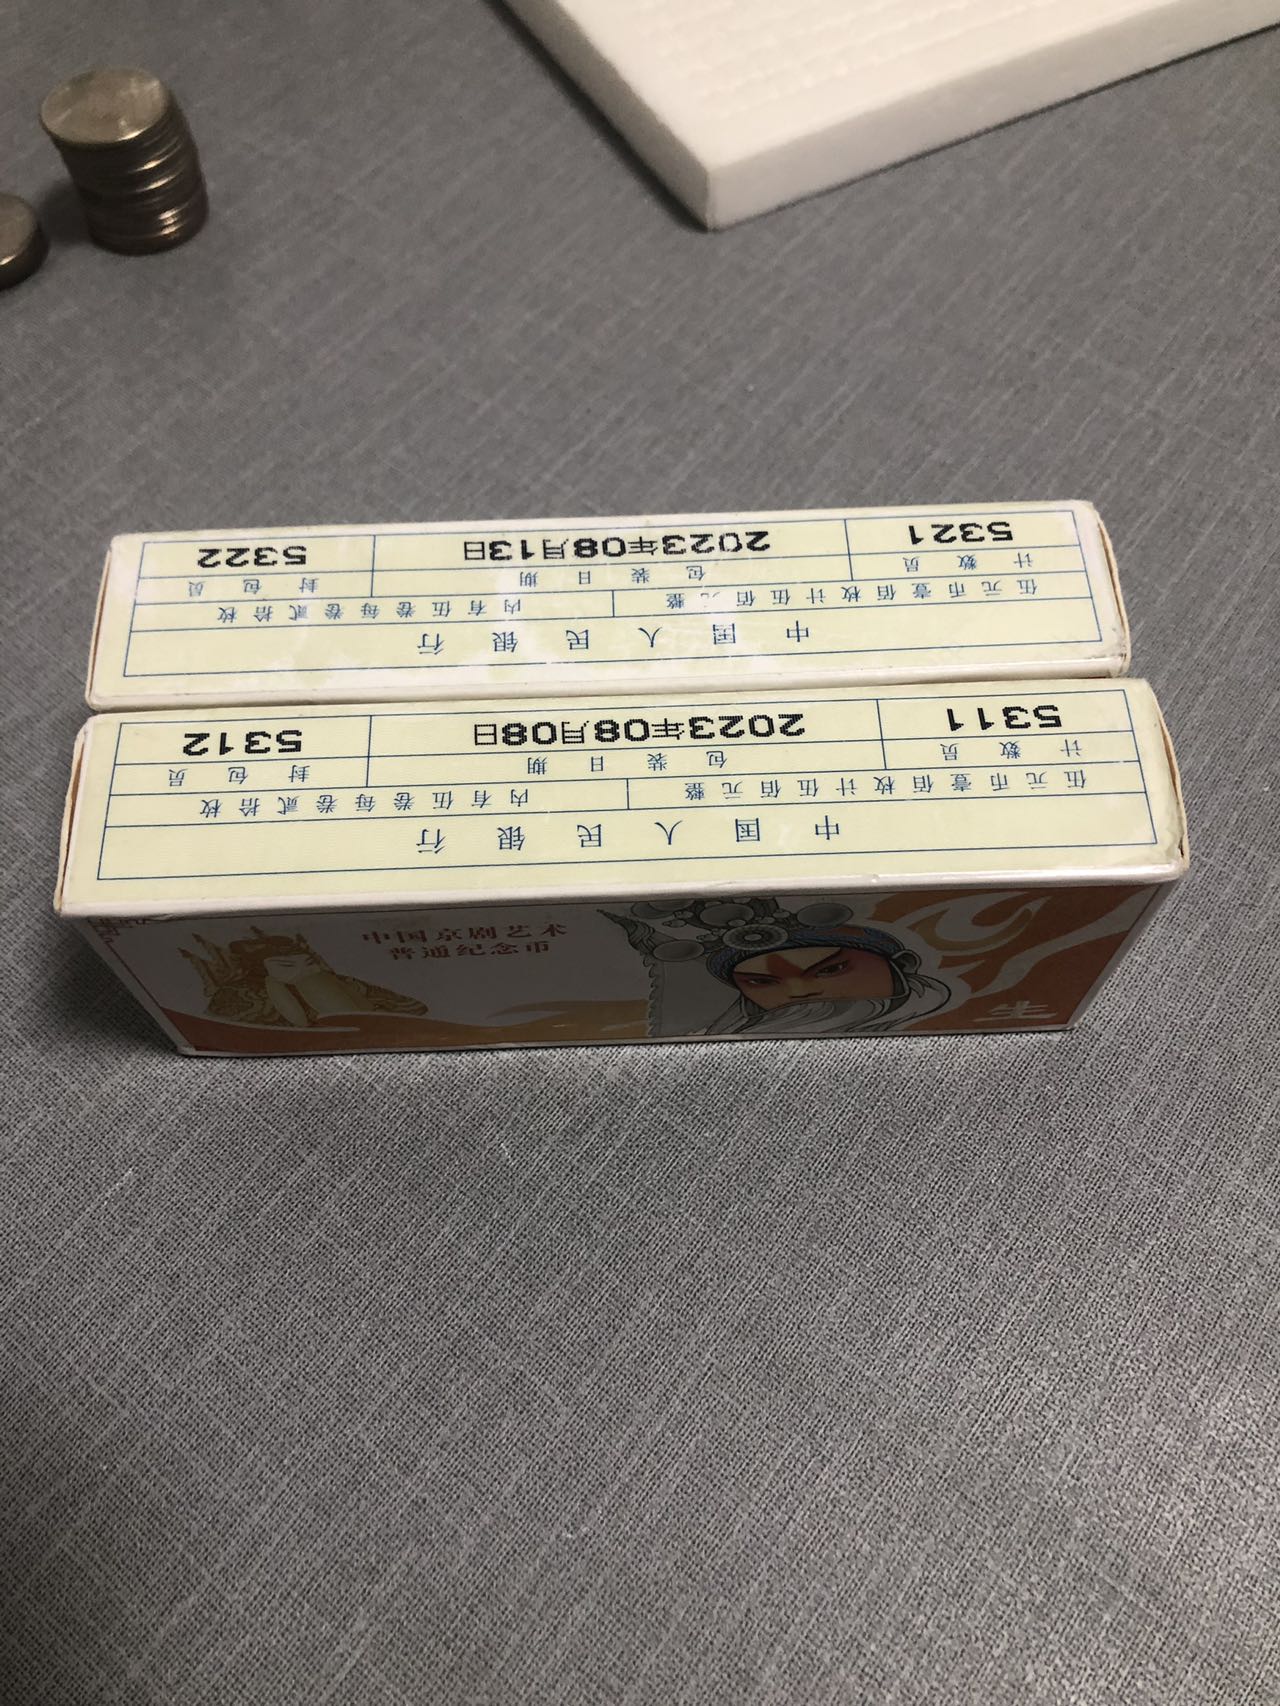 中国人民银行
伍元币壹佰枚计伍佰元整 内有伍卷每卷贰拾枚
计数员 包装日期 封包员
5321 2023年08月13日 5322
中国人民银行
伍元币壹佰枚计伍佰元整 内有伍卷每卷贰拾枚
计数员 包装日期 封包员
5311 2023年08月08日 5312
中国京剧艺术
普通纪念币
生